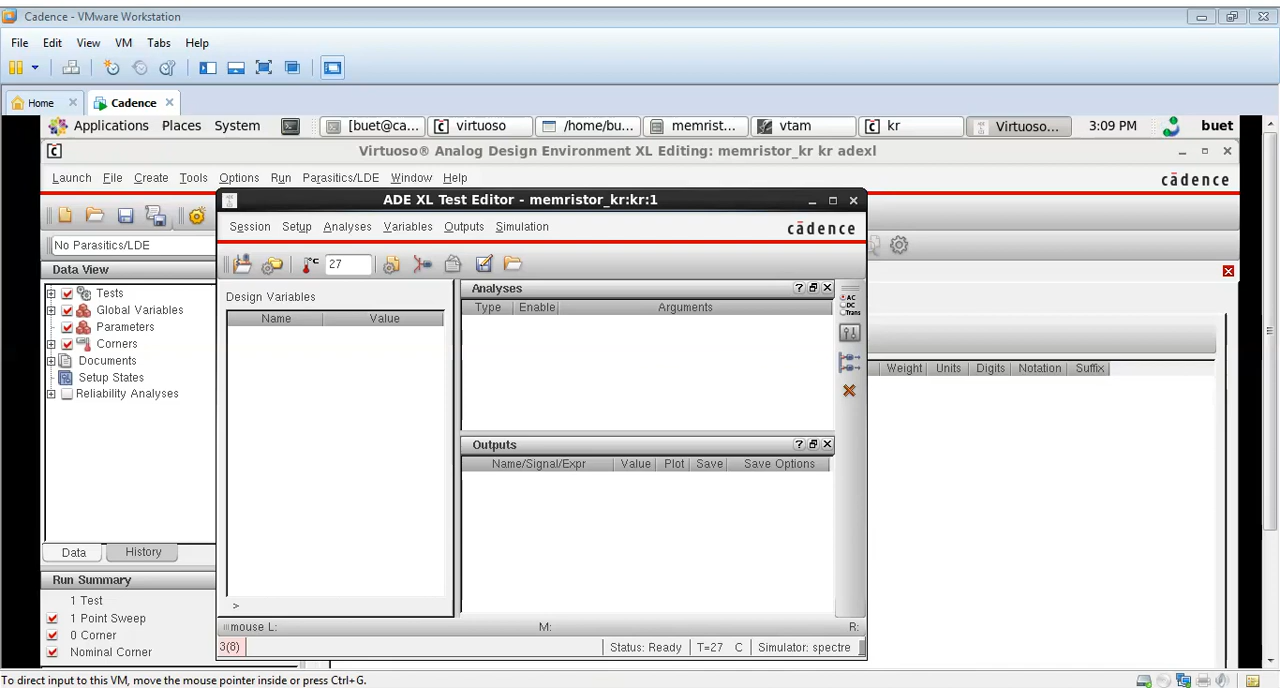 Cadence - VMware Workstation
File Edit View VM Tabs Help
Home Cadence
Applications Places System [buet@ca... virtuoso /home/bu... memrist... vtam kr Virtuoso... 3:09 PM buet
Virtuoso® Analog Design Environment XL Editing: memristor_kr kr adexl
Launch File Create Tools Options Run Parasitics/LDE Window Help cādence
No Parasitics/LDE
Data View
Tests
Global Variables
Parameters
Corners
Documents
Setup States
Reliability Analyses
Data History
Run Summary
1 Test
1 Point Sweep
0 Corner
Nominal Corner
ADE XL Test Editor - memristor_kr:kr:1
Session Setup Analyses Variables Outputs Simulation cādence
°C 27
Design Variables
Name Value
>
Analyses
Type Enable Arguments
AC
DC
Trans
Outputs
Name/Signal/Expr Value Plot Save Save Options
Weight Units Digits Notation Suffix
mouse L: M: R:
3(8) Status: Ready T=27 C Simulator: spectre
To direct input to this VM, move the mouse pointer inside or press Ctrl+G.